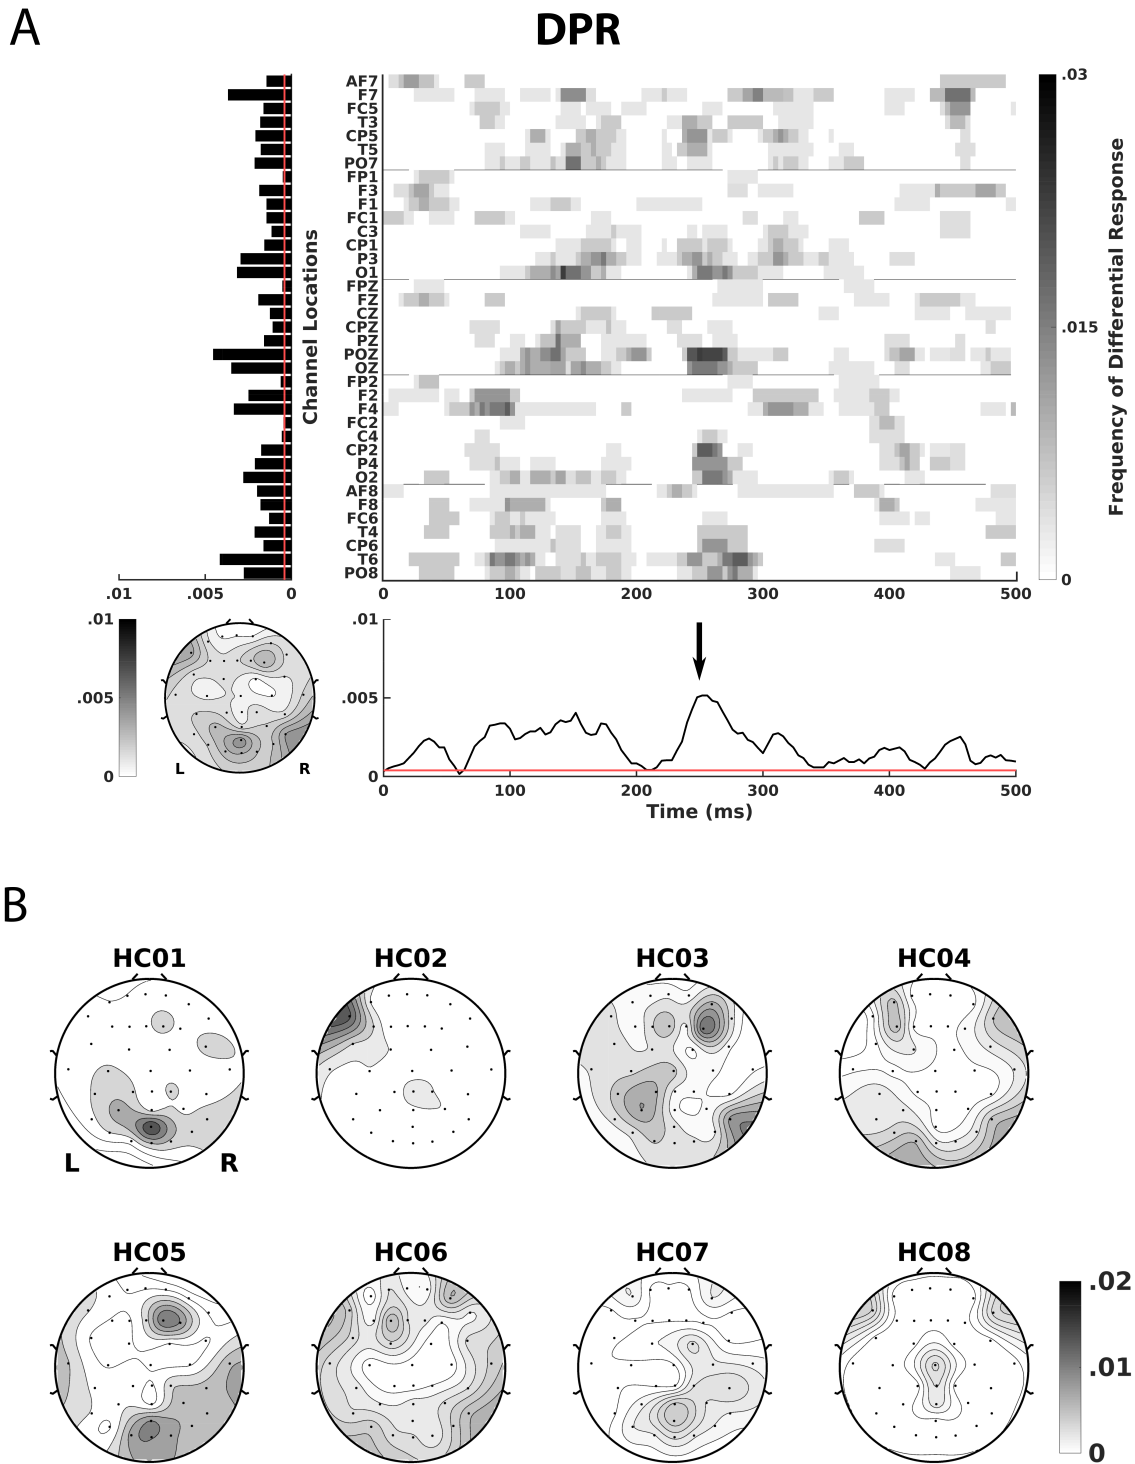 A
DPR
AF7
F7
FC5
T3
CP5
T5
PO7
FP1
F3
F1
FC1
C3
CP1
P3
O1
FPZ
FZ
CZ
CPZ
PZ
POZ
OZ
FP2
F2
F4
FC2
C4
CP2
P4
O2
AF8
F8
FC6
T4
CP6
T6
PO8
Channel Locations
.01 .005 0
0 100 200 300 400 500
.03
.015
0
Frequency of Differential Response
.01
.005
0
L R
.01
.005
0
0 100 200 300 400 500
Time (ms)
B
HC01 HC02 HC03 HC04
L R
HC05 HC06 HC07 HC08
.02
.01
0